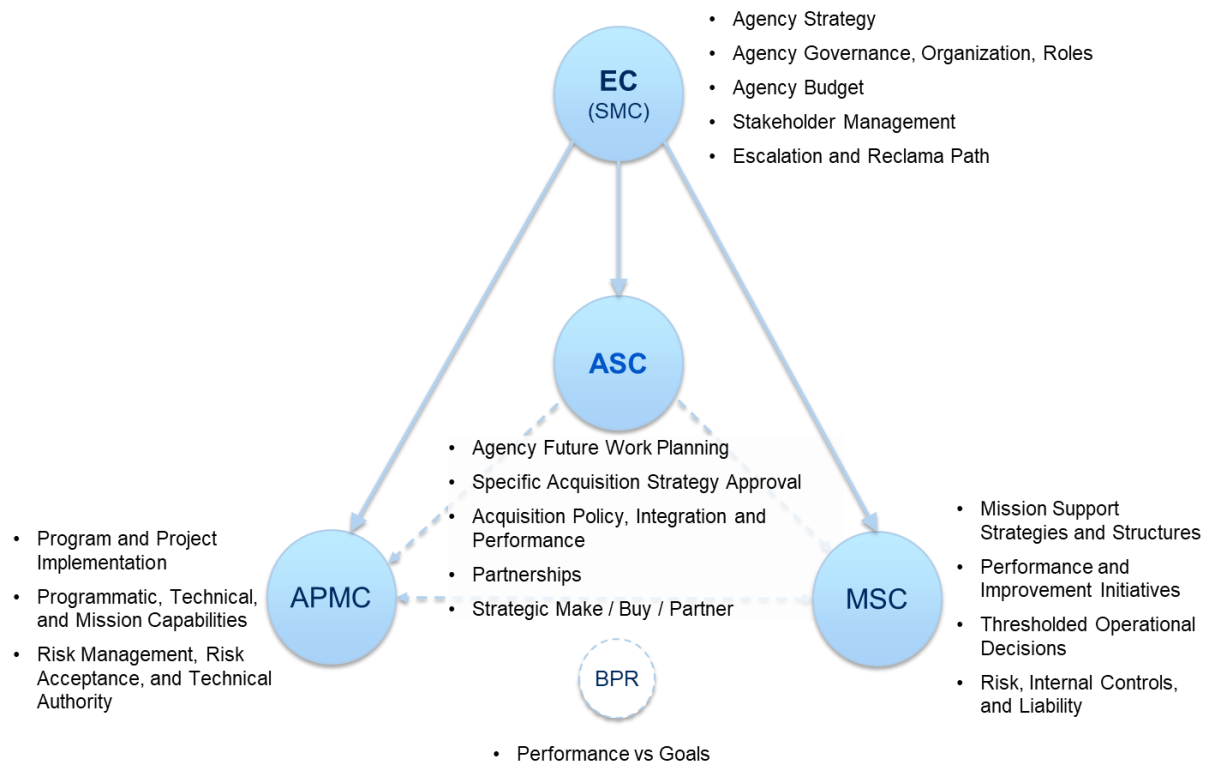 EC
(SMC)
• Agency Strategy
• Agency Governance, Organization, Roles
• Agency Budget
• Stakeholder Management
• Escalation and Reclama Path
ASC
• Agency Future Work Planning
• Specific Acquisition Strategy Approval
• Acquisition Policy, Integration and
Performance
• Partnerships
• Strategic Make / Buy / Partner
• Program and Project
Implementation
• Programmatic, Technical,
and Mission Capabilities
• Risk Management, Risk
Acceptance, and Technical
Authority
APMC
MSC
• Mission Support
Strategies and Structures
• Performance and
Improvement Initiatives
• Thresholded Operational
Decisions
• Risk, Internal Controls,
and Liability
BPR
• Performance vs Goals